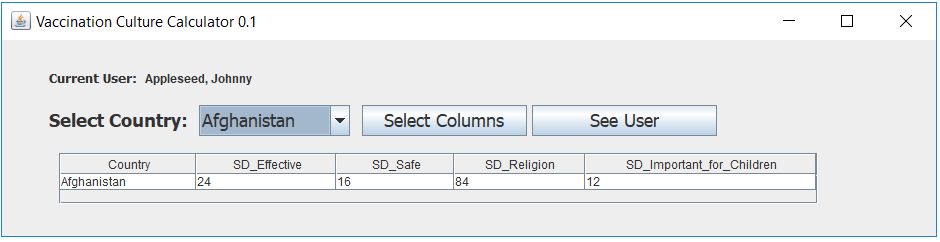 Vaccination Culture Calculator 0.1
Current User: Appleseed, Johnny
Select Country: Afghanistan Select Columns See User
Country SD_Effective SD_Safe SD_Religion SD_Important_for_Children
Afghanistan 24 16 84 12